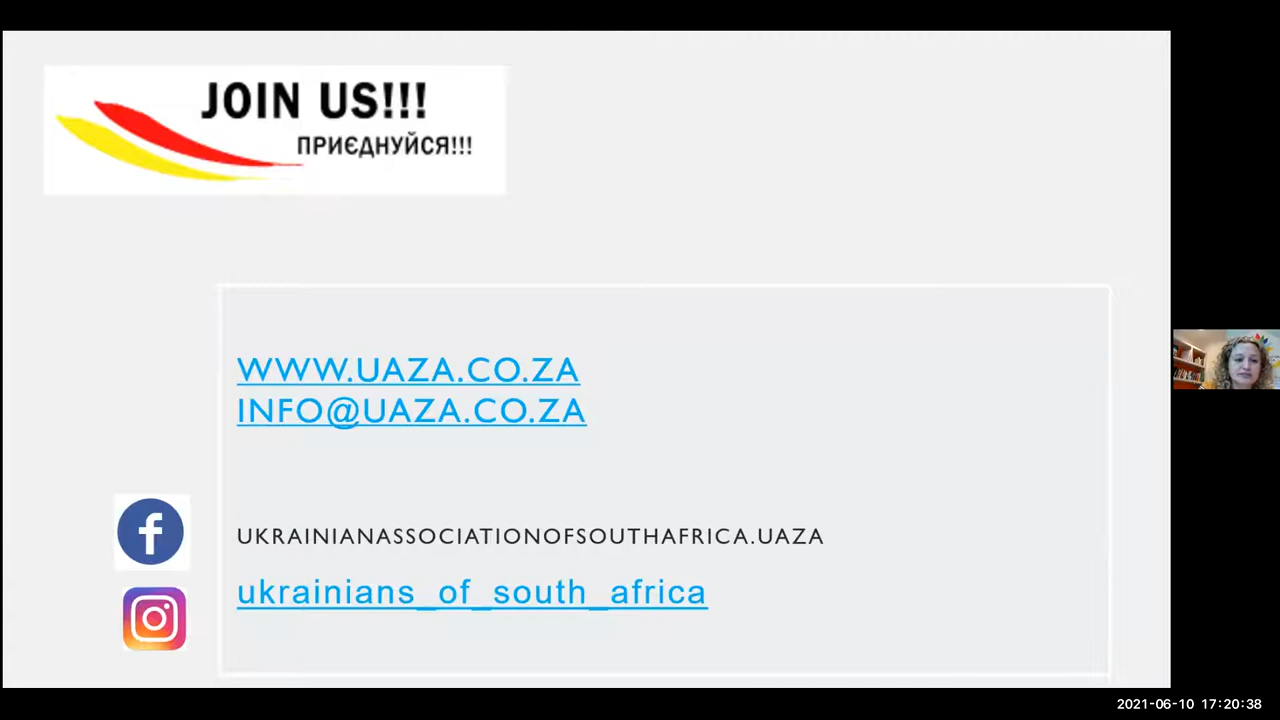 JOIN US!!!
ПРИЄДНУЙСЯ!!!
WWW.UAZA.CO.ZA
INFO@UAZA.CO.ZA
UKRAINIANASSOCIATIONOFSOUTHAFRICA.UAZA
ukrainians_of_south_africa
2021-06-10 17:20:38